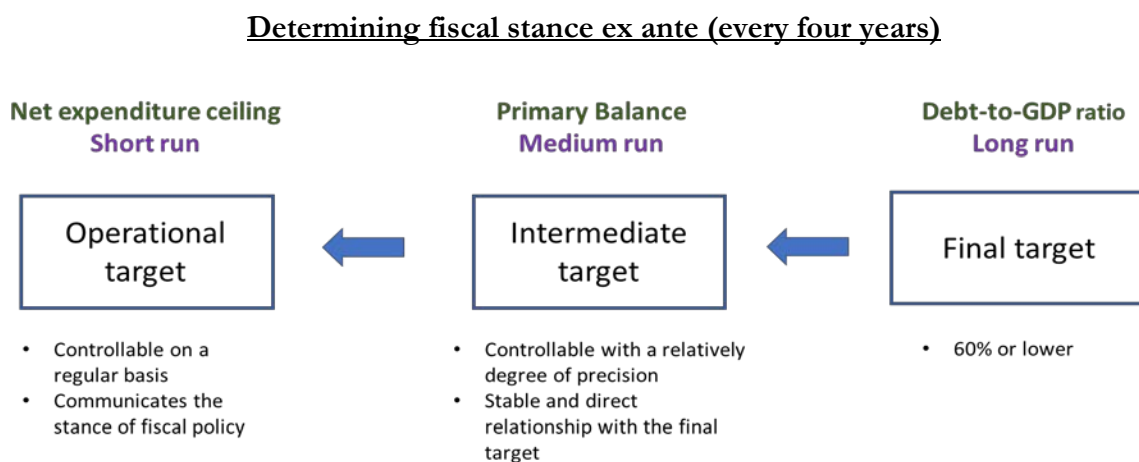 Determining fiscal stance ex ante (every four years)
Net expenditure ceiling
Short run
Operational
target
• Controllable on a
regular basis
• Communicates the
stance of fiscal policy
Primary Balance
Medium run
Intermediate
target
• Controllable with a relatively
degree of precision
• Stable and direct
relationship with the final
target
Debt-to-GDP ratio
Long run
Final target
• 60% or lower